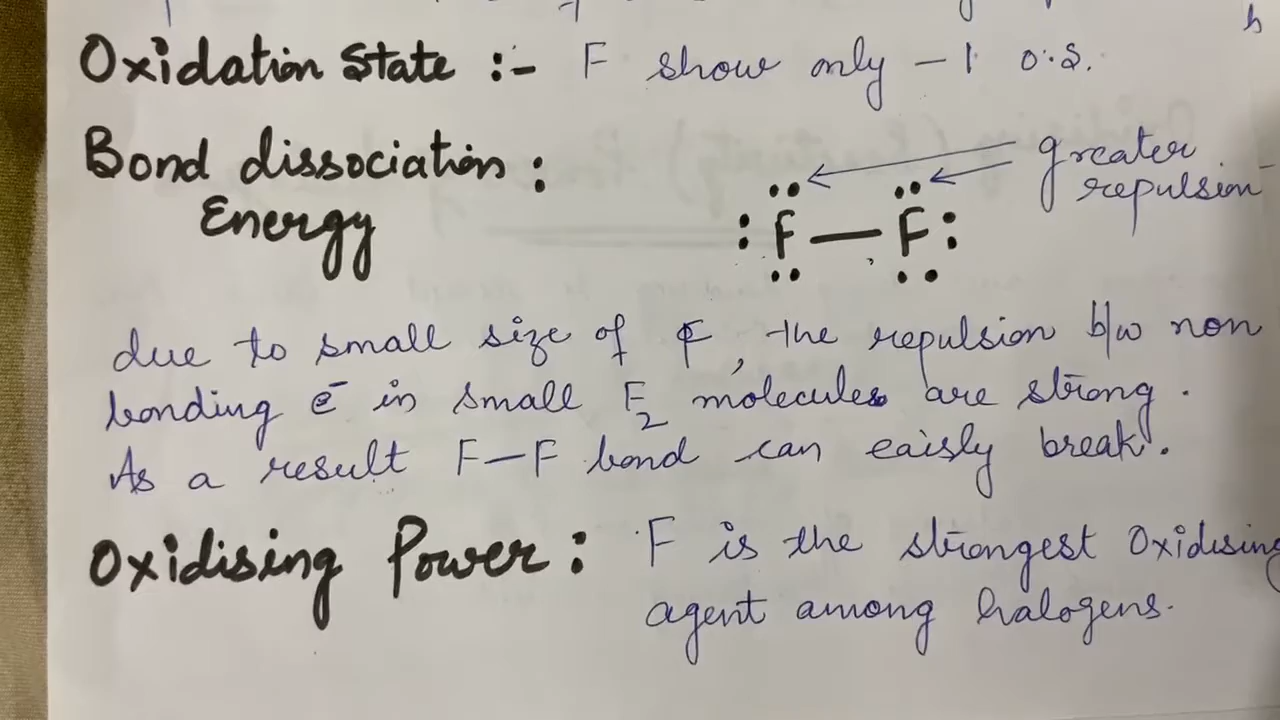 Oxidation State :- F show only -1 O.S.
Bond dissociation :
Energy
greater
repulsion
:F — F:
due to small size of F, the repulsion b/w non
bonding e⁻ in small F₂ molecules are strong.
As a result F-F bond can eaisly break.
Oxidising Power : F is the strongest Oxidising
agent among halogens.